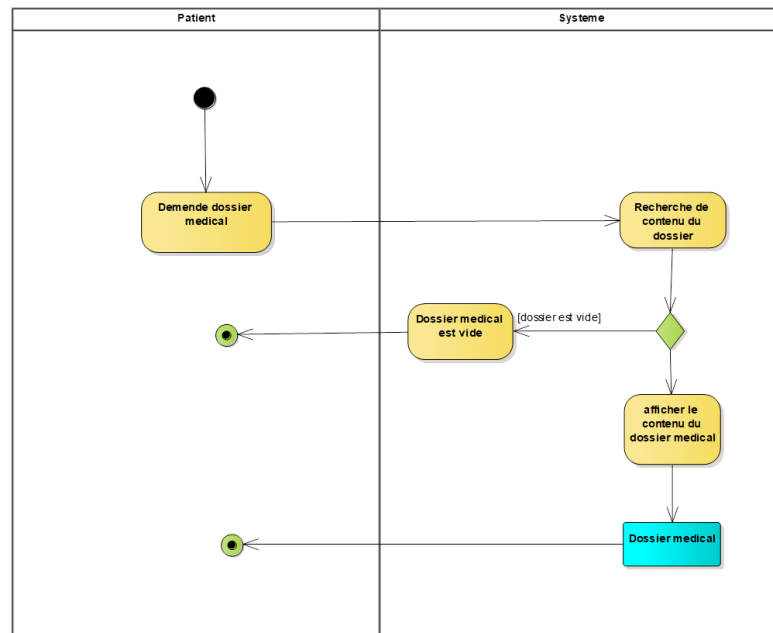 Patient
Systeme
Demende dossier
medical
Recherche de
contenu du
dossier
Dossier medical
est vide
[dossier est vide]
afficher le
contenu du
dossier medical
Dossier medical